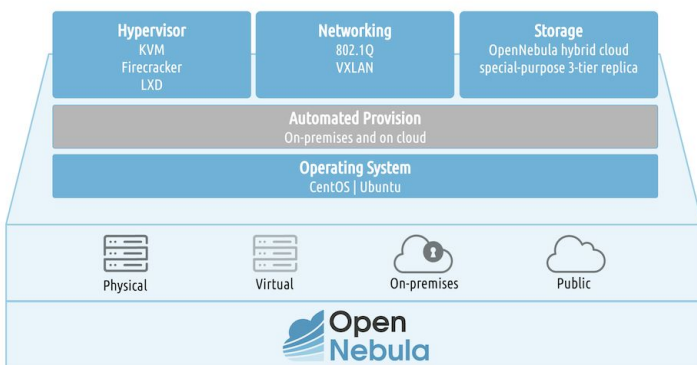 Hypervisor
KVM
Firecracker
LXD
Networking
802.1Q
VXLAN
Storage
OpenNebula hybrid cloud
special-purpose 3-tier replica
Automated Provision
On-premises and on cloud
Operating System
CentOS | Ubuntu
Physical
Virtual
On-premises
Public
Open
Nebula